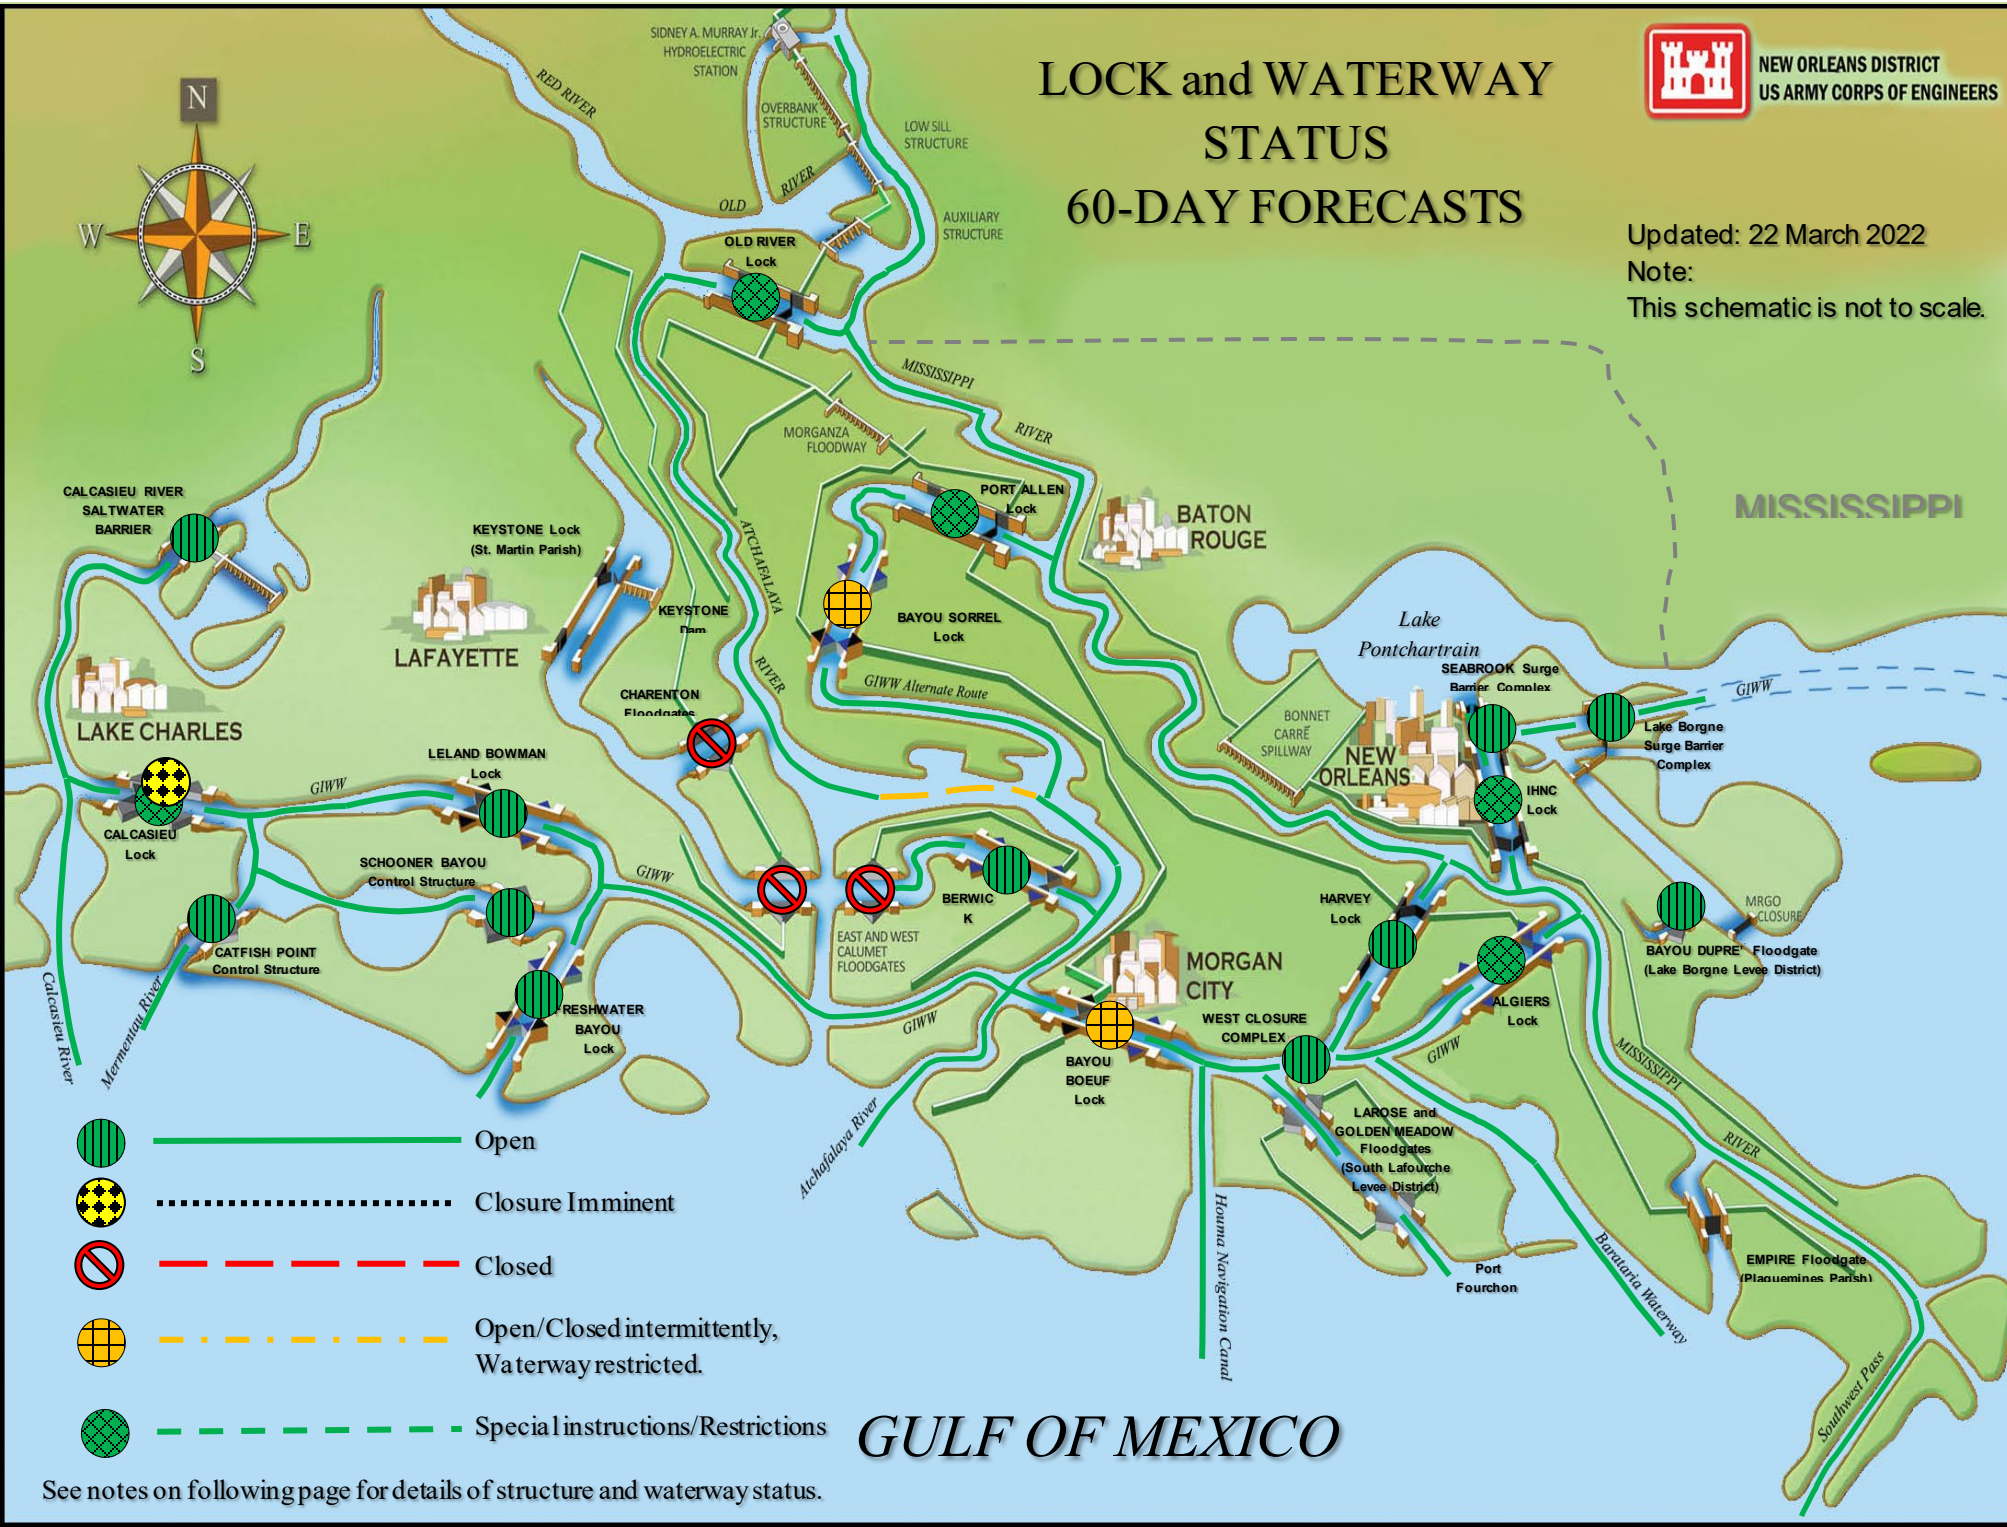 SIDNEY A. MURRAY Jr.
HYDROELECTRIC
STATION
RED RIVER
OVERBANK
STRUCTURE
LOW SILL
STRUCTURE
LOCK and WATERWAY
STATUS
60-DAY FORECASTS
NEW ORLEANS DISTRICT
US ARMY CORPS OF ENGINEERS
N
W
E
S
OLD
RIVER
AUXILIARY
STRUCTURE
Updated: 22 March 2022
Note:
This schematic is not to scale.
OLD RIVER
Lock
MISSISSIPPI
RIVER
MORGANZA
FLOODWAY
CALCASIEU RIVER
SALTWATER
BARRIER
KEYSTONE Lock
(St. Martin Parish)
PORT ALLEN
Lock
BATON
ROUGE
MISSISSIPPI
ATCHAFALAYA
RIVER
KEYSTONE
Dam
BAYOU SORREL
Lock
LAFAYETTE
Lake
Pontchartrain
SEABROOK Surge
Barrier Complex
GIWW
CHARENTON
Floodgates
GIWW Alternate Route
BONNET
CARRÉ
SPILLWAY
Lake Borgne
Surge Barrier
Complex
LAKE CHARLES
LELAND BOWMAN
Lock
NEW
ORLEANS
GIWW
IHNC
Lock
CALCASIEU
Lock
SCHOONER BAYOU
Control Structure
GIWW
BERWIC
K
HARVEY
Lock
MRGO
CLOSURE
EAST AND WEST
CALUMET
FLOODGATES
CATFISH POINT
Control Structure
BAYOU DUPRE' Floodgate
(Lake Borgne Levee District)
MORGAN
CITY
Calcasieu River
Mermentau River
RESHWATER
BAYOU
Lock
GIWW
WEST CLOSURE
COMPLEX
ALGIERS
Lock
GIWW
BAYOU
BOEUF
Lock
MISSISSIPPI
RIVER
Atchafalaya River
LAROSE and
GOLDEN MEADOW
Floodgates
(South Lafourche
Levee District)
Houma Navigation Canal
Port
Fourchon
Barataria Waterway
EMPIRE Floodgate
(Plaquemines Parish)
Southwest Pass
Open
Closure Imminent
Closed
Open/Closed intermittently,
Waterway restricted.
Special instructions/Restrictions
GULF OF MEXICO
See notes on following page for details of structure and waterway status.